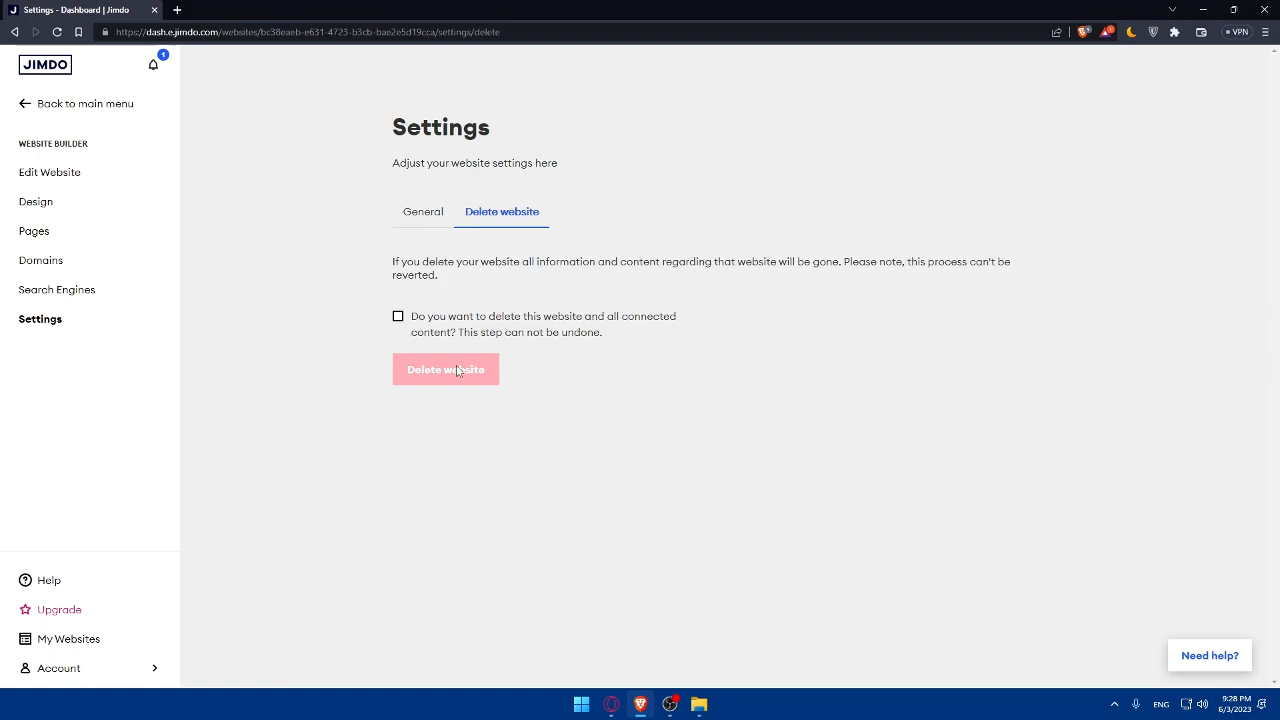 J Settings - Dashboard | Jimdo
https://dash.e.jimdo.com/websites/bc38eaeb-e631-4723-b3cb-bae2e5d19cca/settings/delete
VPN
JIMDO
1
Back to main menu
WEBSITE BUILDER
Edit Website
Design
Pages
Domains
Search Engines
Settings
Help
Upgrade
My Websites
Account
Settings
Adjust your website settings here
General Delete website
If you delete your website all information and content regarding that website will be gone. Please note, this process can't be
reverted.
Do you want to delete this website and all connected
content? This step can not be undone.
Delete website
Need help?
ENG
9:28 PM
6/3/2023